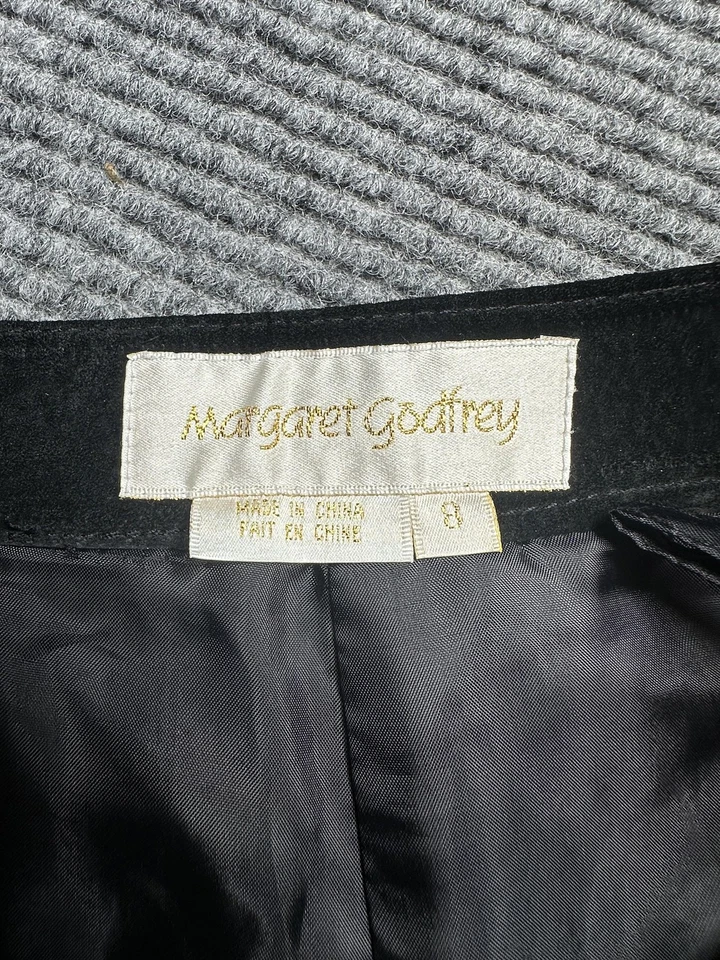 Margaret Godfrey
MADE IN CHINA
FAIT EN CHINE
8